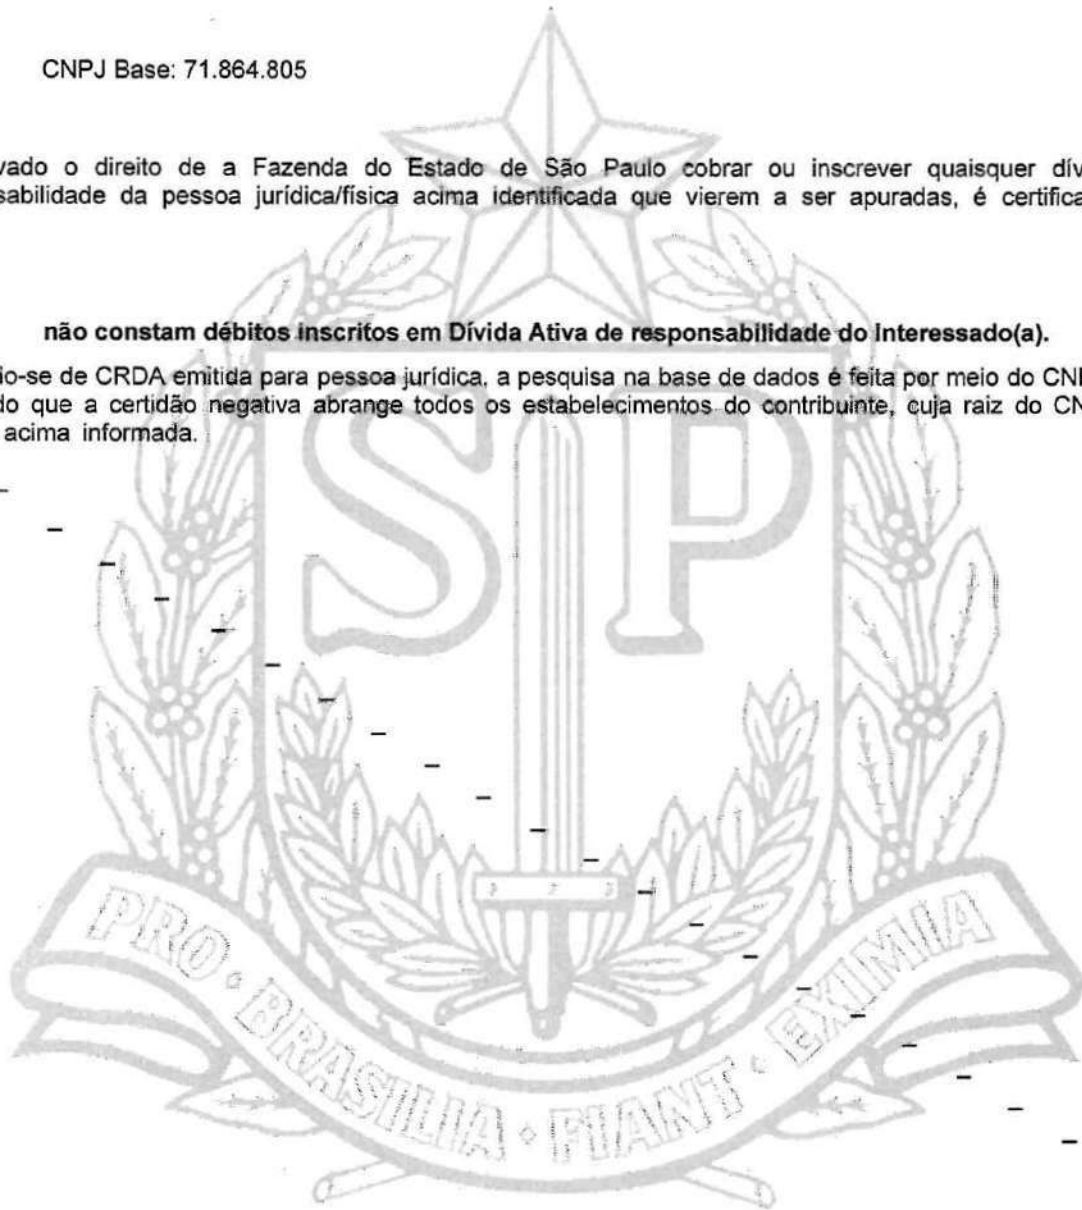 CNPJ Base: 71.864.805
vado o direito de a Fazenda do Estado de São Paulo cobrar ou inscrever quaisquer dív
sabilidade da pessoa jurídica/física acima identificada que vierem a ser apuradas, é certifica
não constam débitos inscritos em Dívida Ativa de responsabilidade do Interessado(a).
o-se de CRDA emitida para pessoa jurídica, a pesquisa na base de dados é feita por meio do CN
do que a certidão negativa abrange todos os estabelecimentos do contribuinte, cuja raiz do CN
acima informada.
SP
PRO · BRASILIA · FIANT · EXIMIA